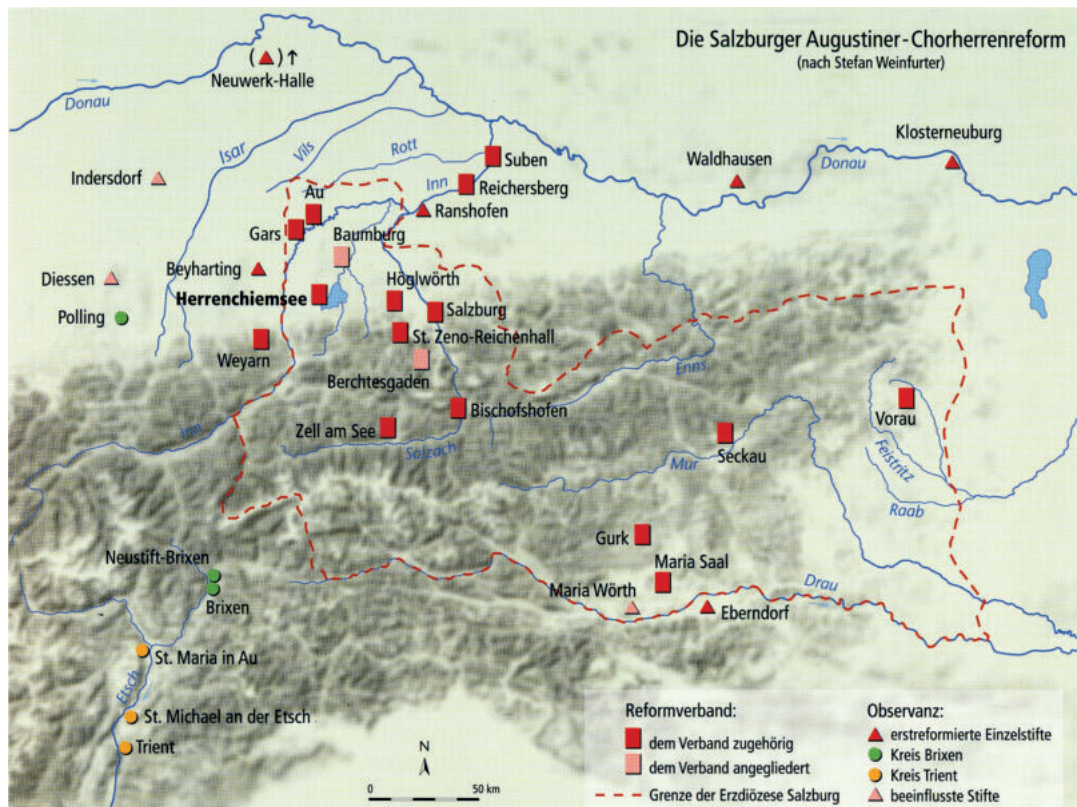 Die Salzburger Augustiner-Chorherrenreform
(nach Stefan Weinfurter)
( ) ↑
Neuwerk-Halle
Donau
Isar
Vils
Rott
Inn
Suben
Reichersberg
Ranshofen
Waldhausen
Donau
Klosterneuburg
Indersdorf
Au
Gars
Baumburg
Beyharting
Diessen
Polling
Herrenchiemsee
Höglwörth
Salzburg
St. Zeno-Reichenhall
Weyarn
Berchtesgaden
Enns
Inn
Zell am See
Bischofshofen
Salzach
Seckau
Mur
Vorau
Feistritz
Raab
Gurk
Maria Saal
Neustift-Brixen
Brixen
Maria Wörth
Eberndorf
Drau
St. Maria in Au
Etsch
St. Michael an der Etsch
Trient
N
0
50 km
Reformverband:
dem Verband zugehörig
dem Verband angegliedert
Grenze der Erzdiözese Salzburg
Observanz:
erstreformierte Einzelstifte
Kreis Brixen
Kreis Trient
beeinflusste Stifte